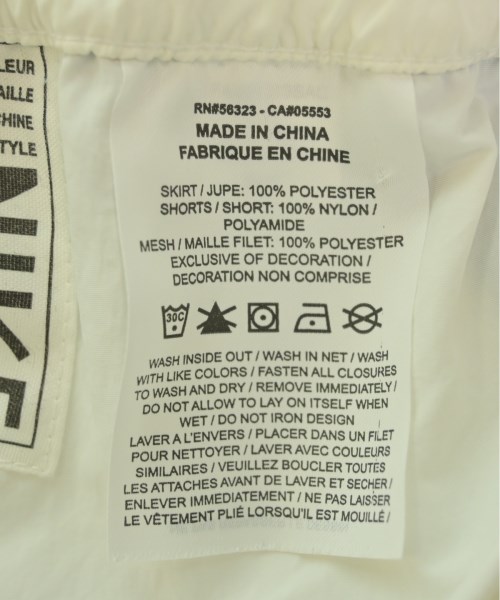 LEUR
AILLE
HINE
TYLE
NIKE
RN#56323 - CA#05553
MADE IN CHINA
FABRIQUE EN CHINE
SKIRT / JUPE: 100% POLYESTER
SHORTS / SHORT: 100% NYLON /
POLYAMIDE
MESH / MAILLE FILET: 100% POLYESTER
EXCLUSIVE OF DECORATION /
DECORATION NON COMPRISE
30C
WASH INSIDE OUT / WASH IN NET / WASH
WITH LIKE COLORS / FASTEN ALL CLOSURES
TO WASH AND DRY / REMOVE IMMEDIATELY /
DO NOT ALLOW TO LAY ON ITSELF WHEN
WET / DO NOT IRON DESIGN
LAVER A L'ENVERS / PLACER DANS UN FILET
POUR NETTOYER / LAVER AVEC COULEURS
SIMILAIRES / VEUILLEZ BOUCLER TOUTES
LES ATTACHES AVANT DE LAVER ET SECHER /
ENLEVER IMMEDIATEMENT / NE PAS LAISSER
LE VÊTEMENT PLIÉ LORSQU'IL EST MOUILLÉ /